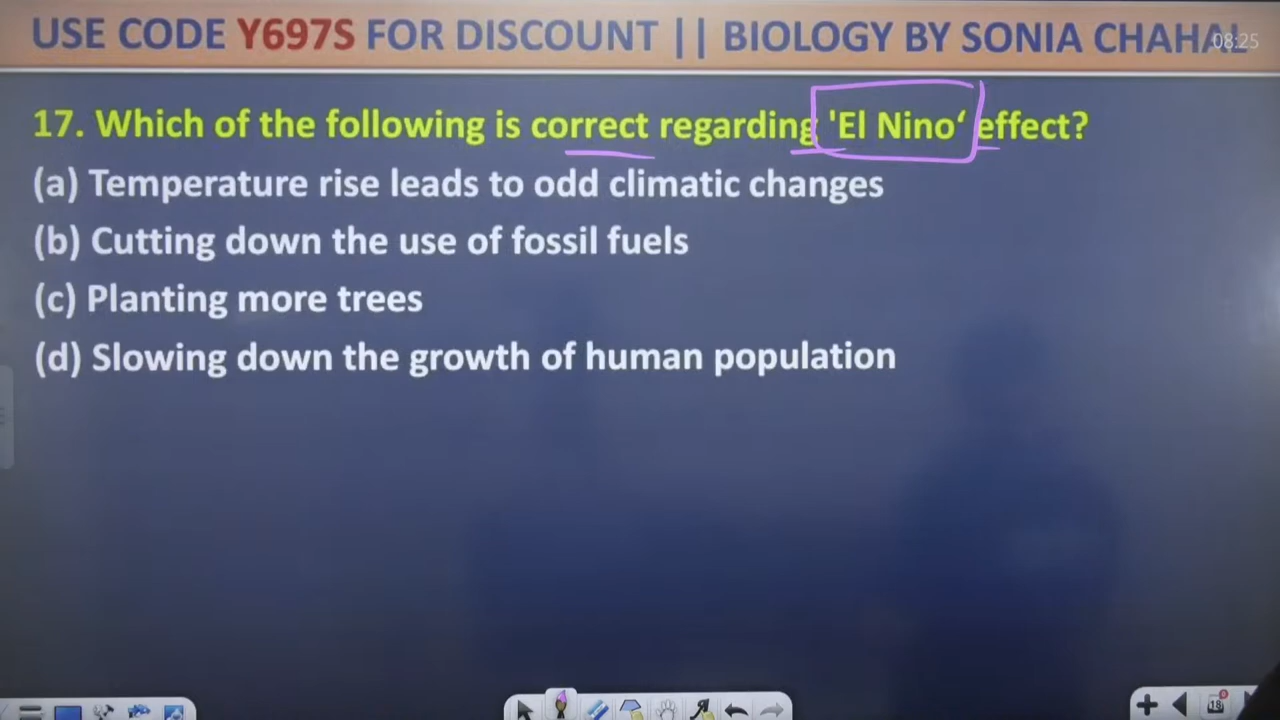 USE CODE Y697S FOR DISCOUNT || BIOLOGY BY SONIA CHAHAL
08:25
17. Which of the following is correct regarding 'El Nino‘ effect?
(a) Temperature rise leads to odd climatic changes
(b) Cutting down the use of fossil fuels
(c) Planting more trees
(d) Slowing down the growth of human population
18